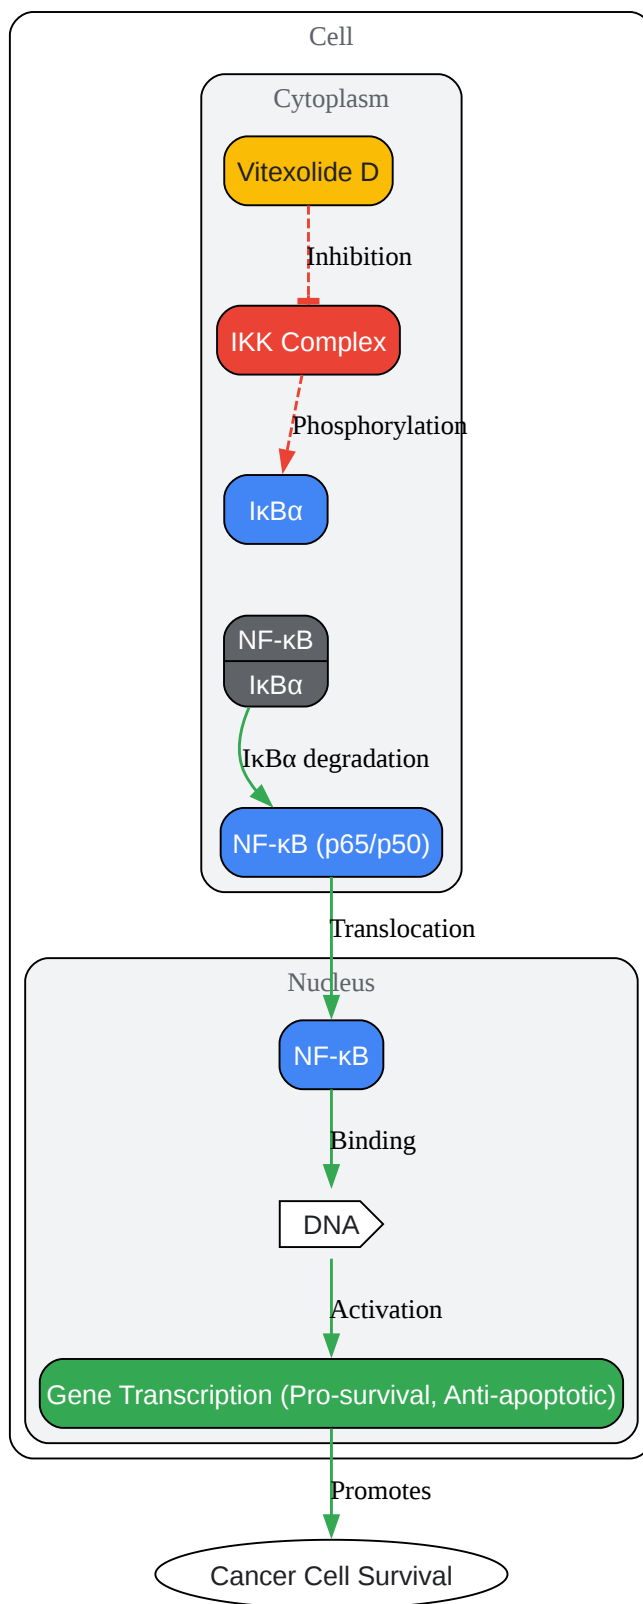 Cell
Cytoplasm
Vitexolide D
Inhibition
IKK Complex
Phosphorylation
IκBα
NF-κB
IκBα
IκBα degradation
NF-κB (p65/p50)
Translocation
Nucleus
NF-κB
Binding
DNA
Activation
Gene Transcription (Pro-survival, Anti-apoptotic)
Promotes
Cancer Cell Survival